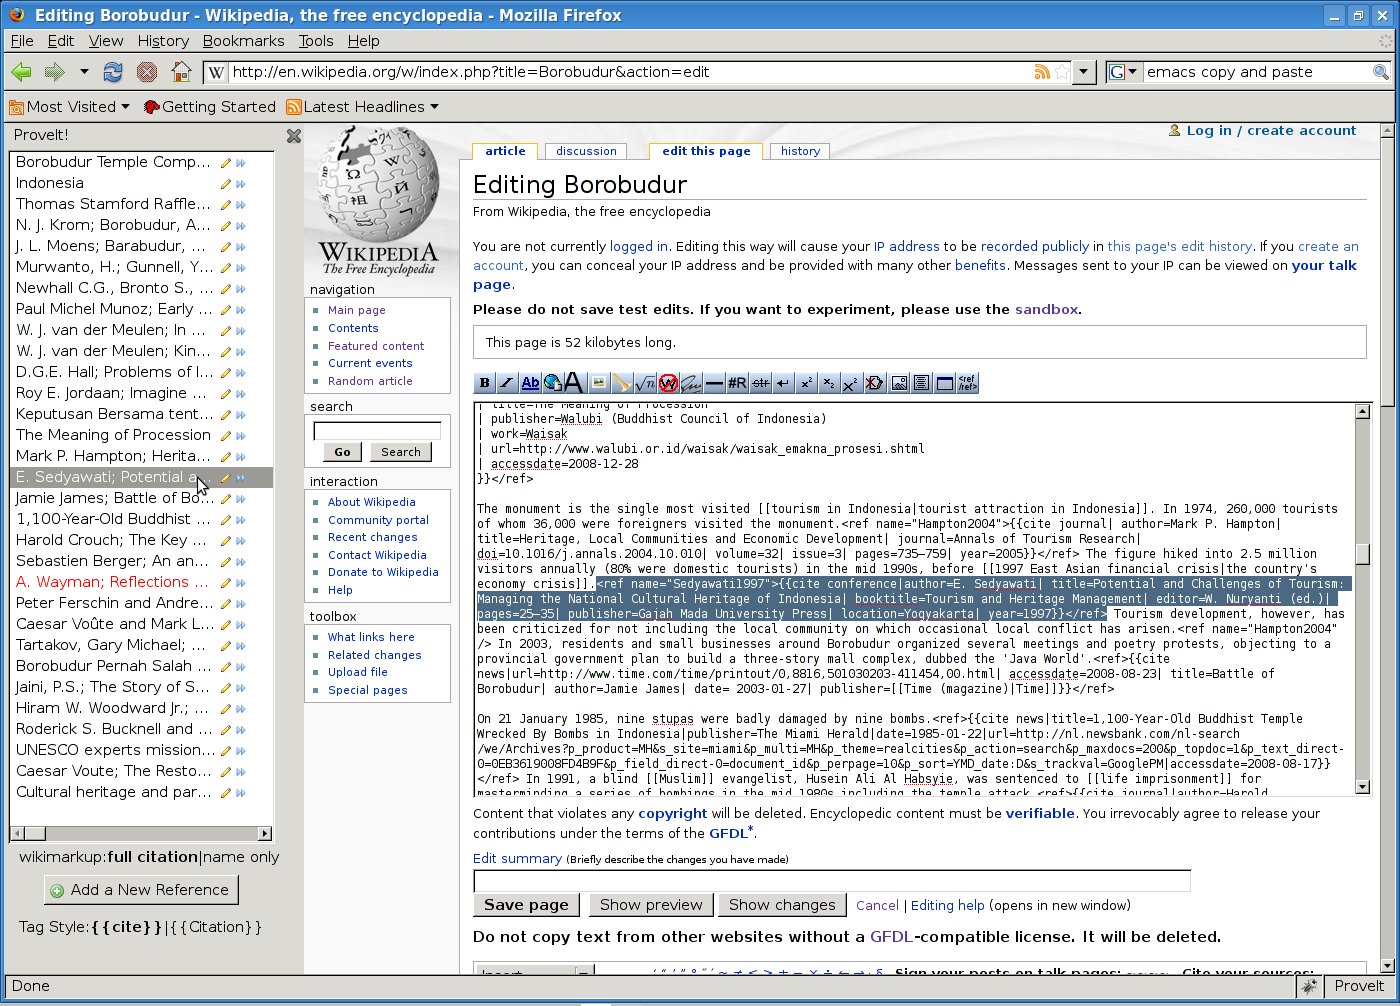 Editing Borobudur - Wikipedia, the free encyclopedia - Mozilla Firefox
File Edit View History Bookmarks Tools Help
W http://en.wikipedia.org/w/index.php?title=Borobudur&action=edit
G emacs copy and paste
Most Visited Getting Started Latest Headlines
ProveIt!
Borobudur Temple Comp...
Indonesia
Thomas Stamford Raffle...
N. J. Krom; Borobudur, A...
J. L. Moens; Barabudur, ...
Murwanto, H.; Gunnell, Y...
Newhall C.G., Bronto S., ...
Paul Michel Munoz; Early ...
W. J. van der Meulen; In ...
W. J. van der Meulen; Kin...
D.G.E. Hall; Problems of I...
Roy E. Jordaan; Imagine ...
Keputusan Bersama tent...
The Meaning of Procession
Mark P. Hampton; Herita...
E. Sedyawati; Potential a...
Jamie James; Battle of Bo...
1,100-Year-Old Buddhist ...
Harold Crouch; The Key ...
Sebastien Berger; An an...
A. Wayman; Reflections ...
Peter Ferschin and Andre...
Caesar Voûte and Mark L...
Tartakov, Gary Michael; ...
Borobudur Pernah Salah ...
Jaini, P.S.; The Story of S...
Hiram W. Woodward Jr.; ...
Roderick S. Bucknell and ...
UNESCO experts mission...
Caesar Voute; The Resto...
Cultural heritage and par...
wikimarkup:full citation|name only
Add a New Reference
Tag Style:{{cite}}|{{Citation}}
WIKIPEDIA
The Free Encyclopedia
navigation
Main page
Contents
Featured content
Current events
Random article
search
Go Search
interaction
About Wikipedia
Community portal
Recent changes
Contact Wikipedia
Donate to Wikipedia
Help
toolbox
What links here
Related changes
Upload file
Special pages
Log in / create account
article discussion edit this page history
Editing Borobudur
From Wikipedia, the free encyclopedia
You are not currently logged in. Editing this way will cause your IP address to be recorded publicly in this page's edit history. If you create an
account, you can conceal your IP address and be provided with many other benefits. Messages sent to your IP can be viewed on your talk
page.
Please do not save test edits. If you want to experiment, please use the sandbox.
This page is 52 kilobytes long.
B I Ab A √n W #R str x² x₂ x² <ref/ref>
| title=The Meaning of Procession
| publisher=Walubi (Buddhist Council of Indonesia)
| work=Waisak
| url=http://www.walubi.or.id/waisak/waisak_emakna_prosesi.shtml
| accessdate=2008-12-28
}}</ref>
The monument is the single most visited [[tourism in Indonesia|tourist attraction in Indonesia]]. In 1974, 260,000 tourists
of whom 36,000 were foreigners visited the monument.<ref name="Hampton2004">{{cite journal| author=Mark P. Hampton|
title=Heritage, Local Communities and Economic Development| journal=Annals of Tourism Research|
doi=10.1016/j.annals.2004.10.010| volume=32| issue=3| pages=735–759| year=2005}}</ref> The figure hiked into 2.5 million
visitors annually (80% were domestic tourists) in the mid 1990s, before [[1997 East Asian financial crisis|the country's
economy crisis]].<ref name="Sedyawati1997">{{cite conference|author=E. Sedyawati| title=Potential and Challenges of Tourism:
Managing the National Cultural Heritage of Indonesia| booktitle=Tourism and Heritage Management| editor=W. Nuryanti (ed.)|
pages=25–35| publisher=Gajah Mada University Press| location=Yogyakarta| year=1997}}</ref> Tourism development, however, has
been criticized for not including the local community on which occasional local conflict has arisen.<ref name="Hampton2004"
/> In 2003, residents and small businesses around Borobudur organized several meetings and poetry protests, objecting to a
provincial government plan to build a three-story mall complex, dubbed the 'Java World'.<ref>{{cite
news|url=http://www.time.com/time/printout/0,8816,501030203-411454,00.html| accessdate=2008-08-23| title=Battle of
Borobudur| author=Jamie James| date= 2003-01-27| publisher=[[Time (magazine)|Time]]}}</ref>
On 21 January 1985, nine stupas were badly damaged by nine bombs.<ref>{{cite news|title=1,100-Year-Old Buddhist Temple
Wrecked By Bombs in Indonesia|publisher=The Miami Herald|date=1985-01-22|url=http://nl.newsbank.com/nl-search
/we/Archives?p_product=MH&s_site=miami&p_multi=MH&p_theme=realcities&p_action=search&p_maxdocs=200&p_topdoc=1&p_text_direct-
0=0EB3619008FD4B9F&p_field_direct-0=document_id&p_perpage=10&p_sort=YMD_date:D&s_trackval=GooglePM|accessdate=2008-08-17}}
</ref> In 1991, a blind [[Muslim]] evangelist, Husein Ali Al Habsyie, was sentenced to [[life imprisonment]] for
masterminding a series of bombings in the mid 1980s including the temple attack.<ref>{{cite journal|author=Harold
Content that violates any copyright will be deleted. Encyclopedic content must be verifiable. You irrevocably agree to release your
contributions under the terms of the GFDL*.
Edit summary (Briefly describe the changes you have made)
Save page Show preview Show changes Cancel | Editing help (opens in new window)
Do not copy text from other websites without a GFDL-compatible license. It will be deleted.
Insert Sign your posts on talk pages: Cite your sources:
Done ProveIt